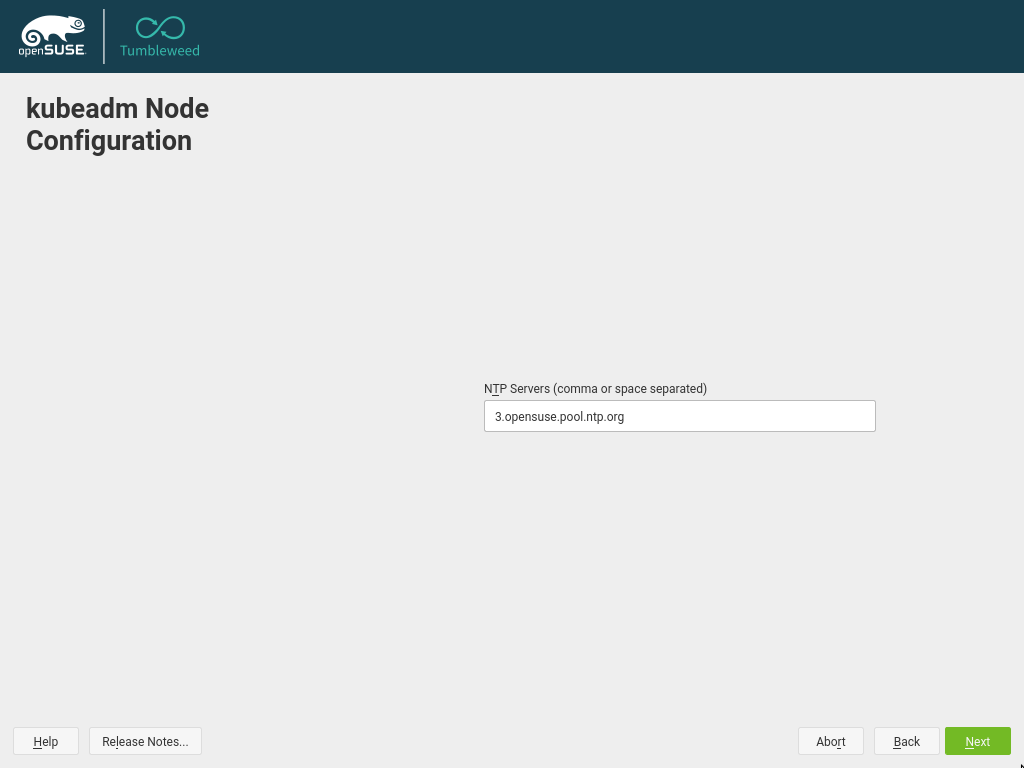 openSUSE
Tumbleweed
kubeadm Node
Configuration
NTP Servers (comma or space separated)
3.opensuse.pool.ntp.org
Help
Release Notes...
Abort
Back
Next